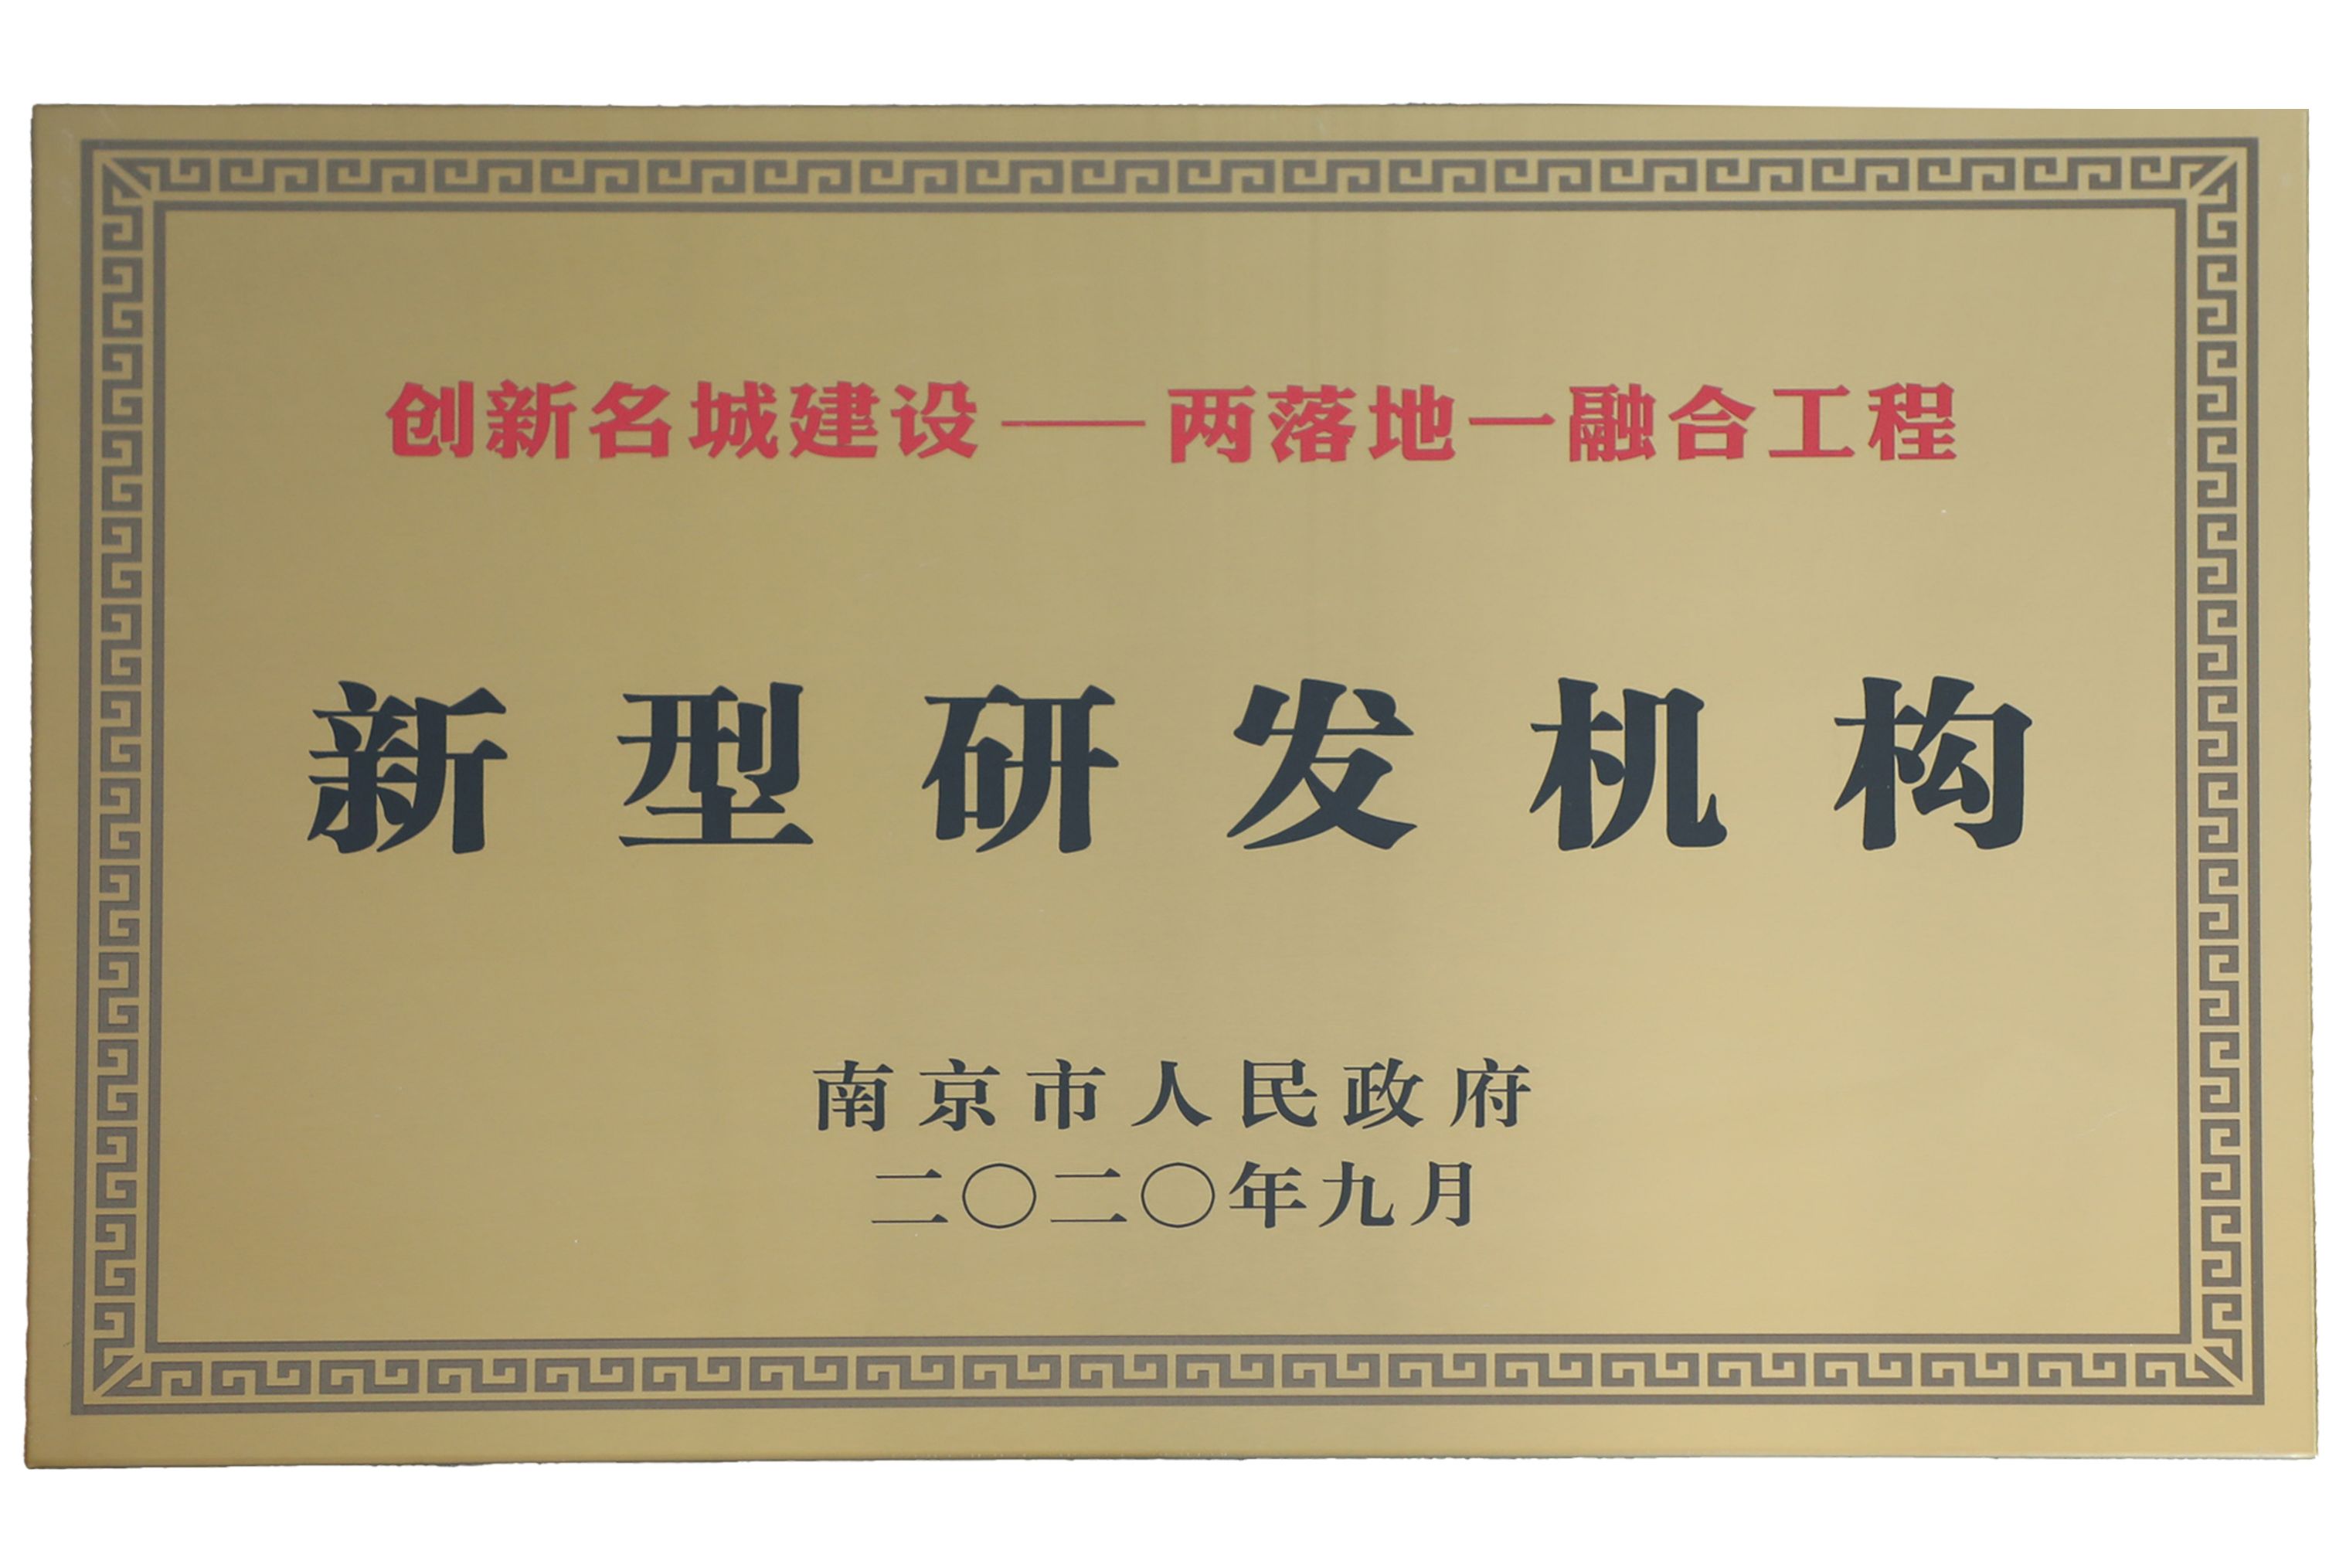 创新名城建设——两落地一融合工程
新型研发机构
南京市人民政府
二〇二〇年九月